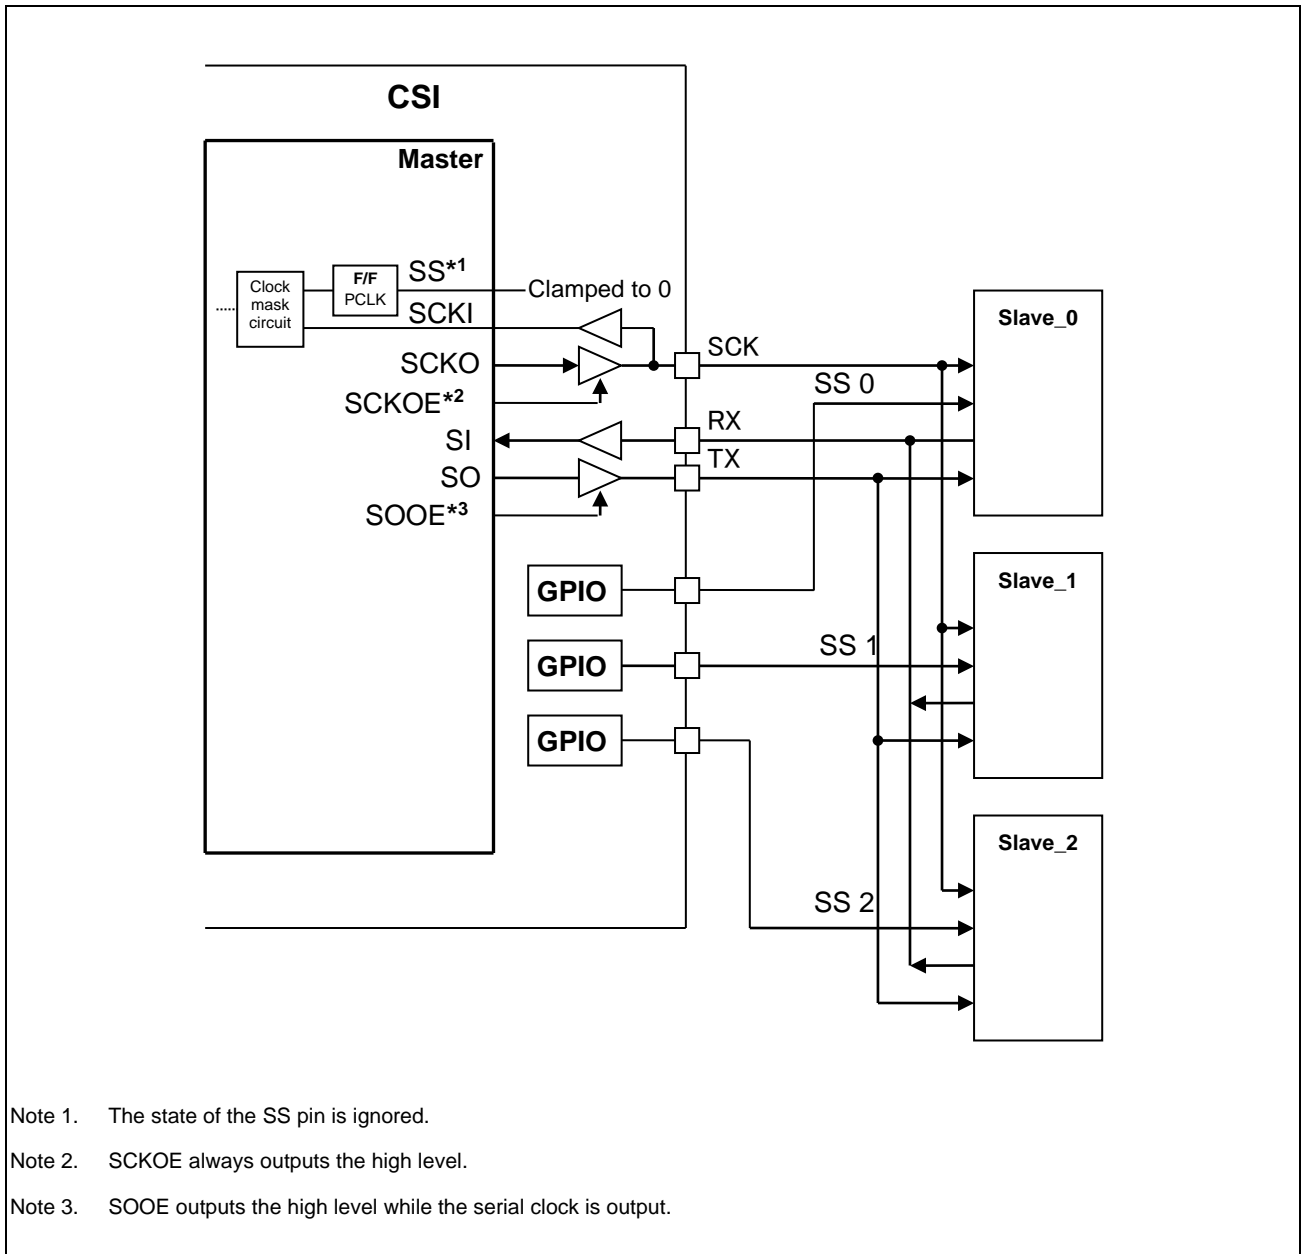 CSI
Master
SS*1
F/F
PCLK
Clock
mask
circuit
Clamped to 0
SCKI
SCKO
SCKOE*2
SI
SO
SOOE*3
SCK
SS 0
RX
TX
GPIO
GPIO
GPIO
SS 1
SS 2
Slave_0
Slave_1
Slave_2
Note 1. The state of the SS pin is ignored.
Note 2. SCKOE always outputs the high level.
Note 3. SOOE outputs the high level while the serial clock is output.